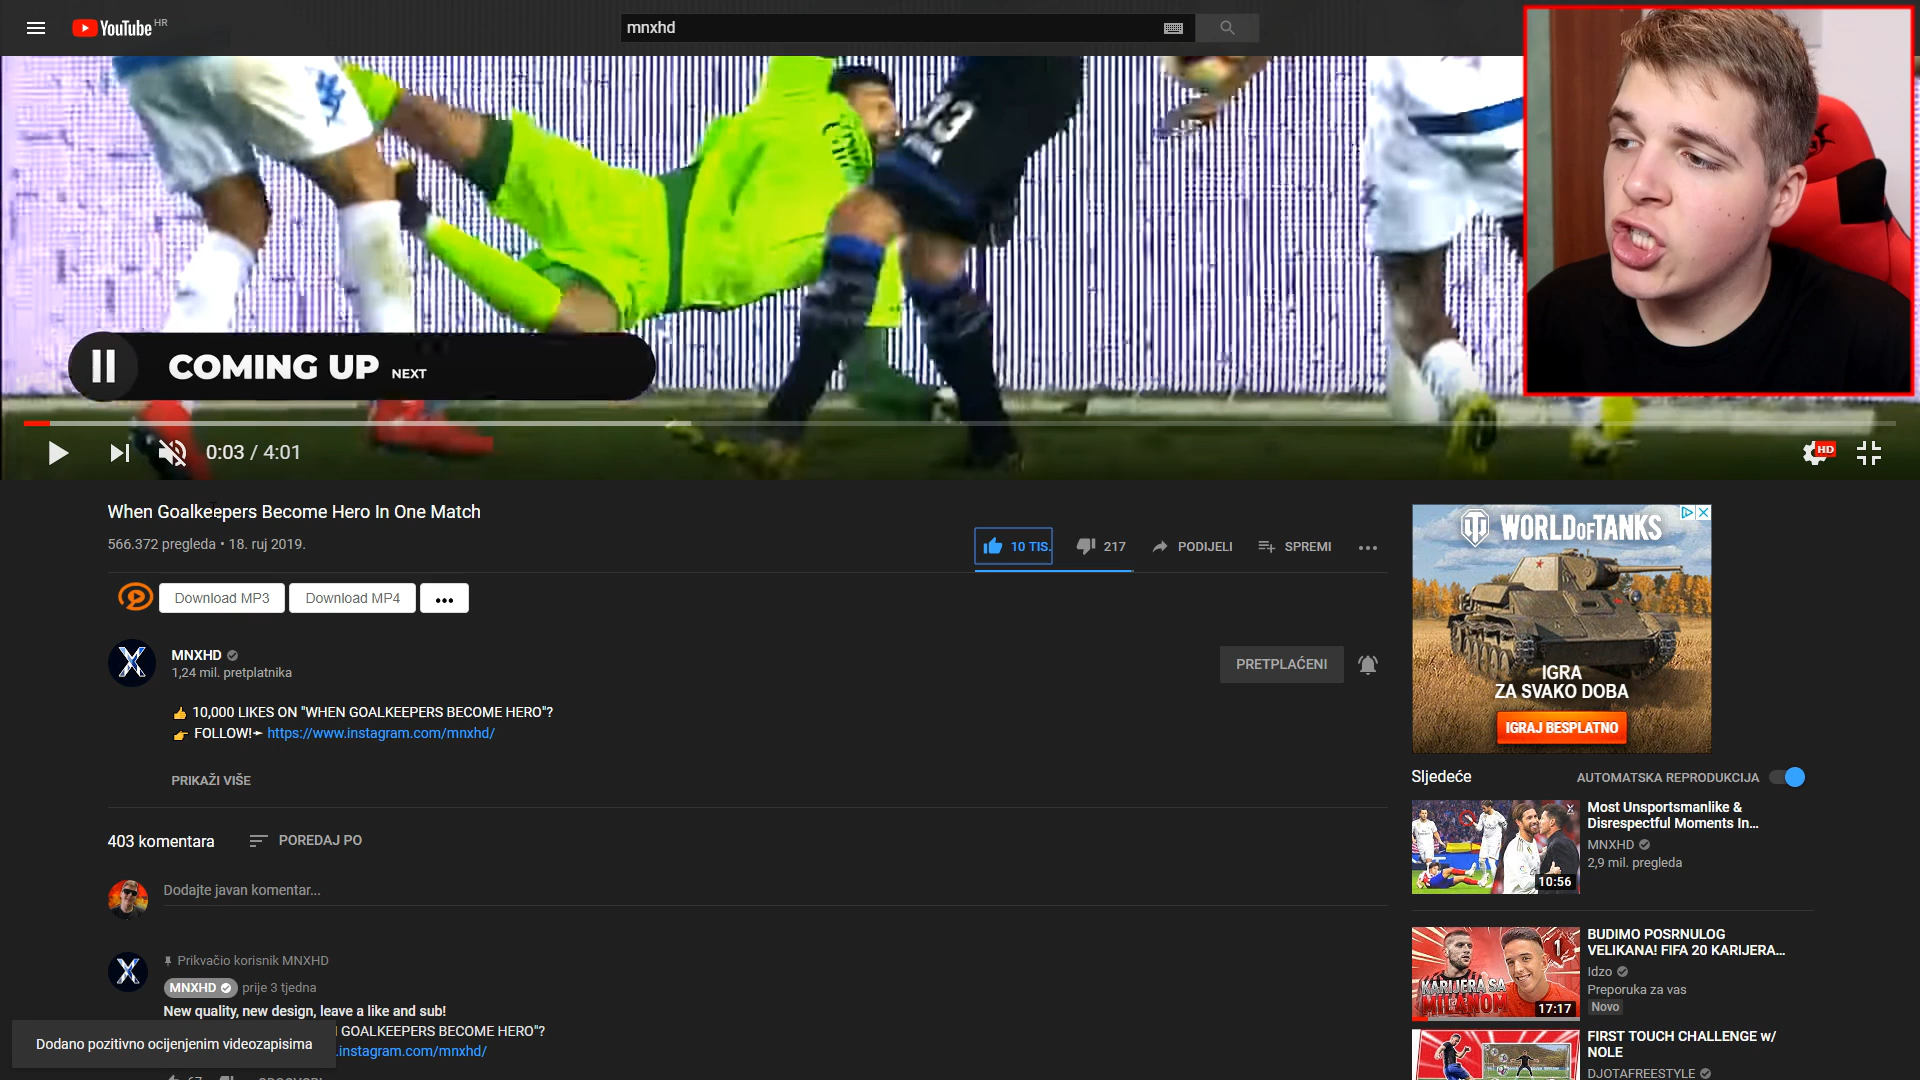 YouTube HR
mnxhd
13
COMING UP NEXT
0:03 / 4:01
HD
When Goalkeepers Become Hero In One Match
566.372 pregleda • 18. ruj 2019.
10 TIS.
217
PODIJELI
SPREMI
Download MP3
Download MP4
MNXHD
1,24 mil. pretplatnika
PRETPLAĆENI
👍 10,000 LIKES ON "WHEN GOALKEEPERS BECOME HERO"?
👉 FOLLOW!➛ https://www.instagram.com/mnxhd/
PRIKAŽI VIŠE
403 komentara
POREDAJ PO
Dodajte javan komentar...
Prikvačio korisnik MNXHD
MNXHD prije 3 tjedna
New quality, new design, leave a like and sub!
GOALKEEPERS BECOME HERO"?
.instagram.com/mnxhd/
Dodano pozitivno ocijenjenim videozapisima
WORLD OF TANKS
IGRA
ZA SVAKO DOBA
IGRAJ BESPLATNO
Sljedeće
AUTOMATSKA REPRODUKCIJA
10:56
Most Unsportsmanlike &
Disrespectful Moments In...
MNXHD
2,9 mil. pregleda
KARIJERA SA
MILANOM
1
17:17
BUDIMO POSRNULOG
VELIKANA! FIFA 20 KARIJERA...
Idzo
Preporuka za vas
Novo
FIRST TOUCH CHALLENGE w/
NOLE
DJOTAFREESTYLE